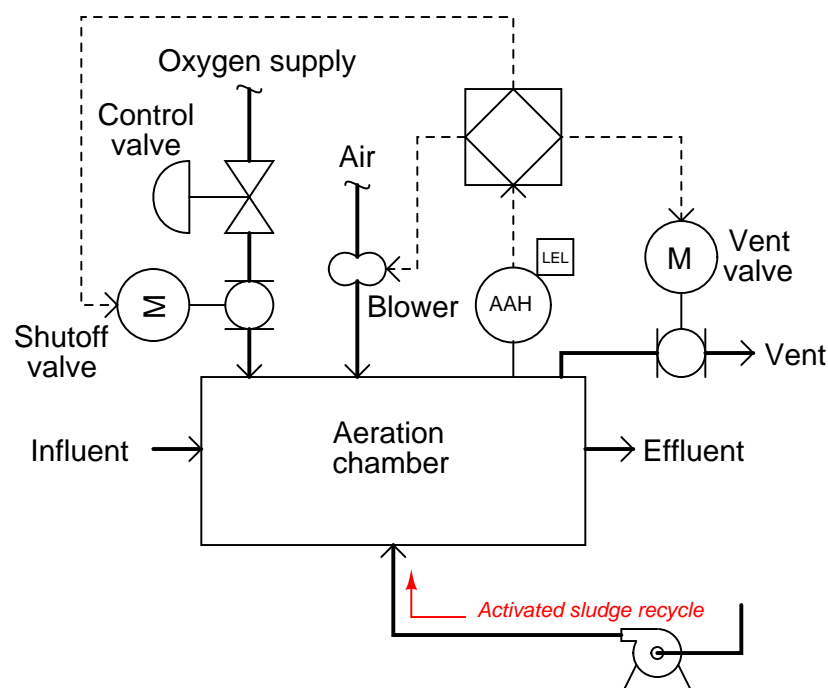 Oxygen supply
Control
valve
Air
LEL
AAH
M
Vent
valve
M
Blower
Shutoff
valve
Vent
Influent
Aeration
chamber
Effluent
Activated sludge recycle